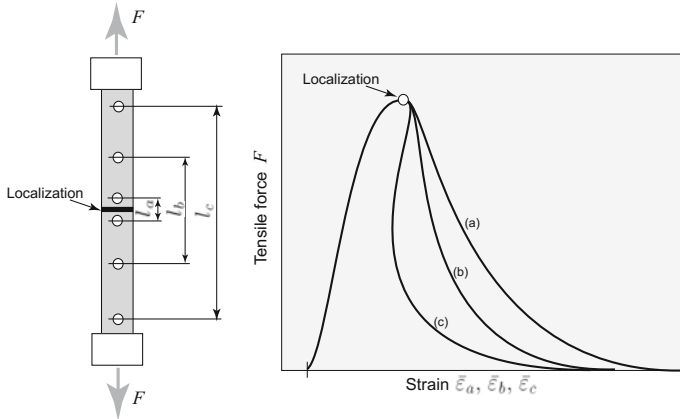 F
Localization
l_a
l_b
l_c
F
Localization
Tensile force F
(a)
(b)
(c)
Strain ε̄_a, ε̄_b, ε̄_c